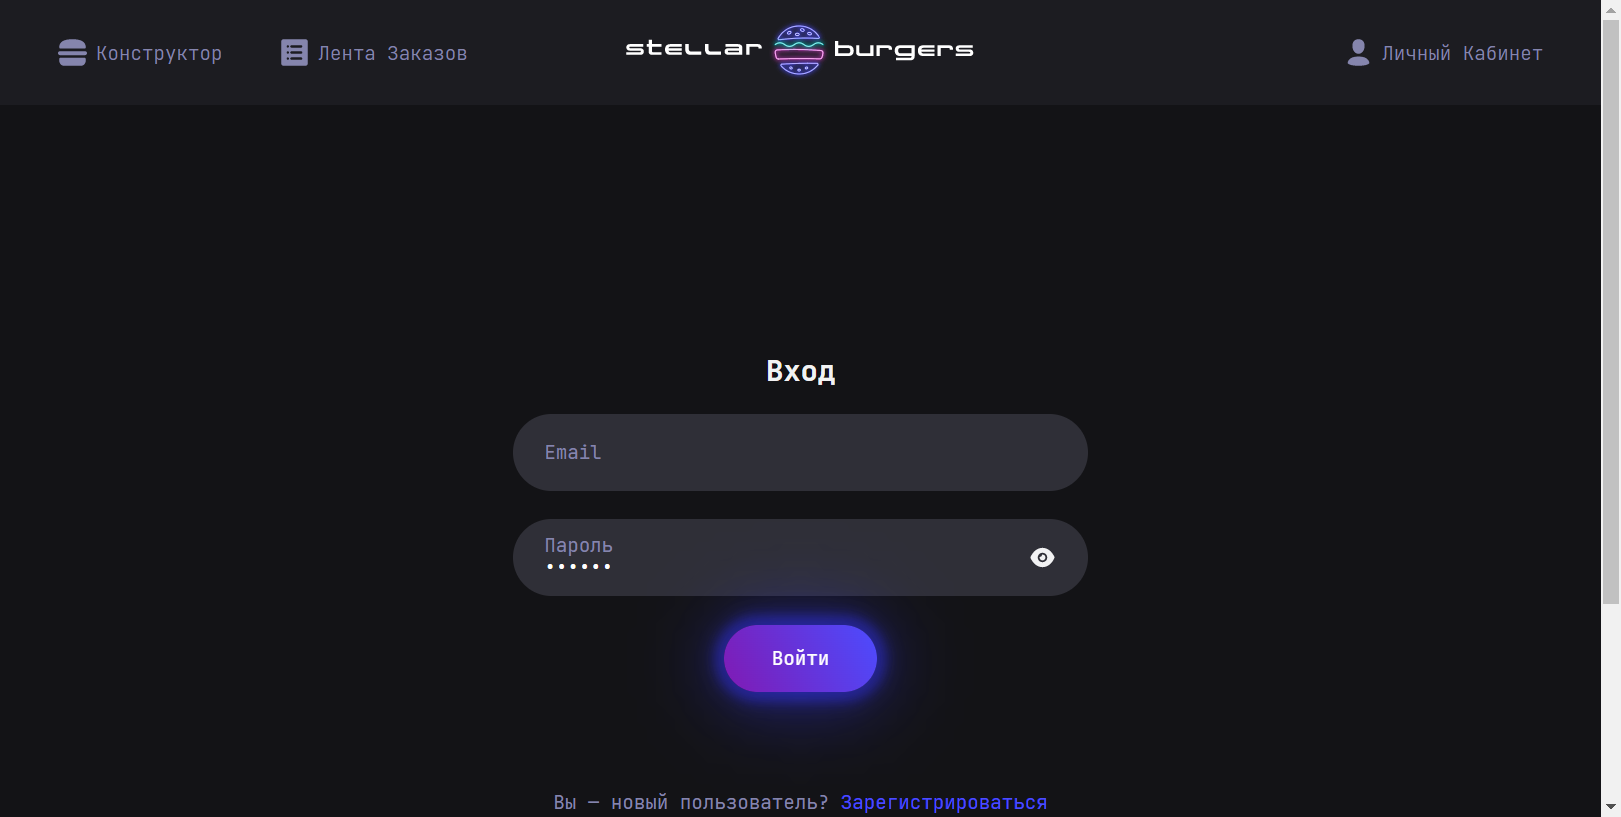 Конструктор
Лента Заказов
stellar burgers
Личный Кабинет
Вход
Email
Пароль
••••••
Войти
Вы — новый пользователь? Зарегистрироваться